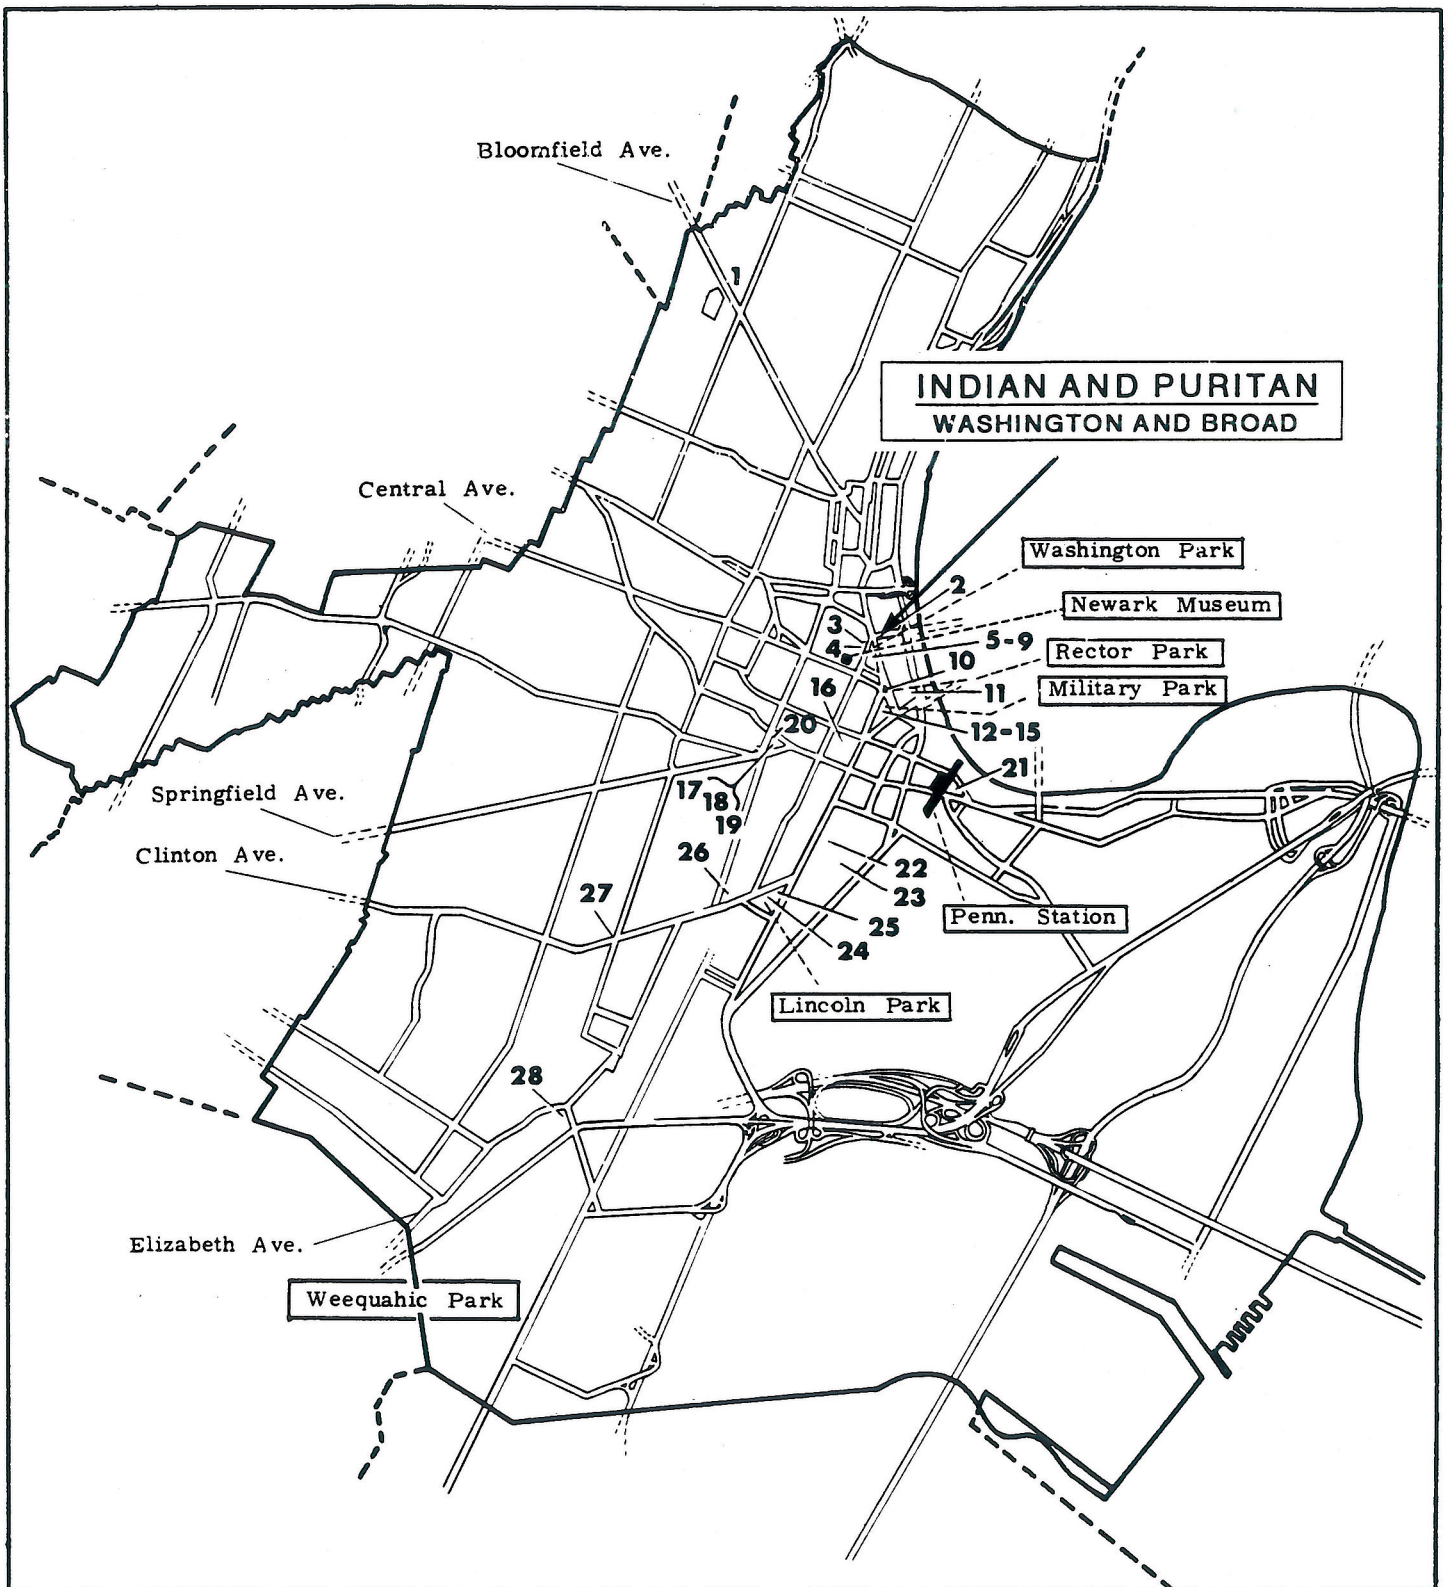 Bloomfield Ave.
1
INDIAN AND PURITAN
WASHINGTON AND BROAD
Central Ave.
Washington Park
2
Newark Museum
3
4
5-9
Rector Park
10
16
11
Military Park
20
12-15
21
17
18
19
Springfield Ave.
Clinton Ave.
26
22
27
23
Penn. Station
25
24
Lincoln Park
28
Elizabeth Ave.
Weequahic Park